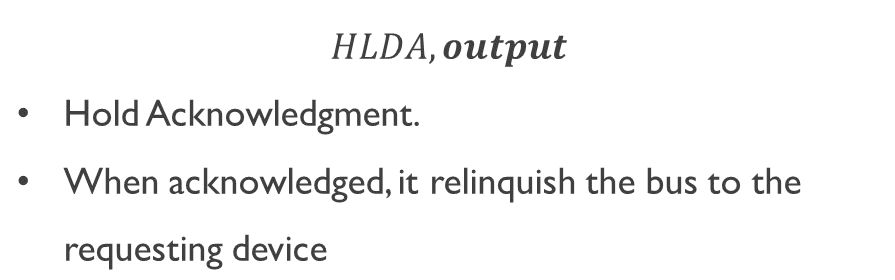 HLDA, output
• Hold Acknowledgment.
• When acknowledged, it relinquish the bus to the
requesting device